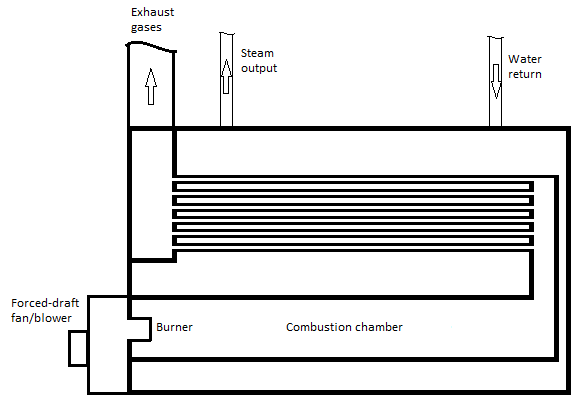 Exhaust
gases
Steam
output
Water
return
Forced-draft
fan/blower
Burner
Combustion chamber